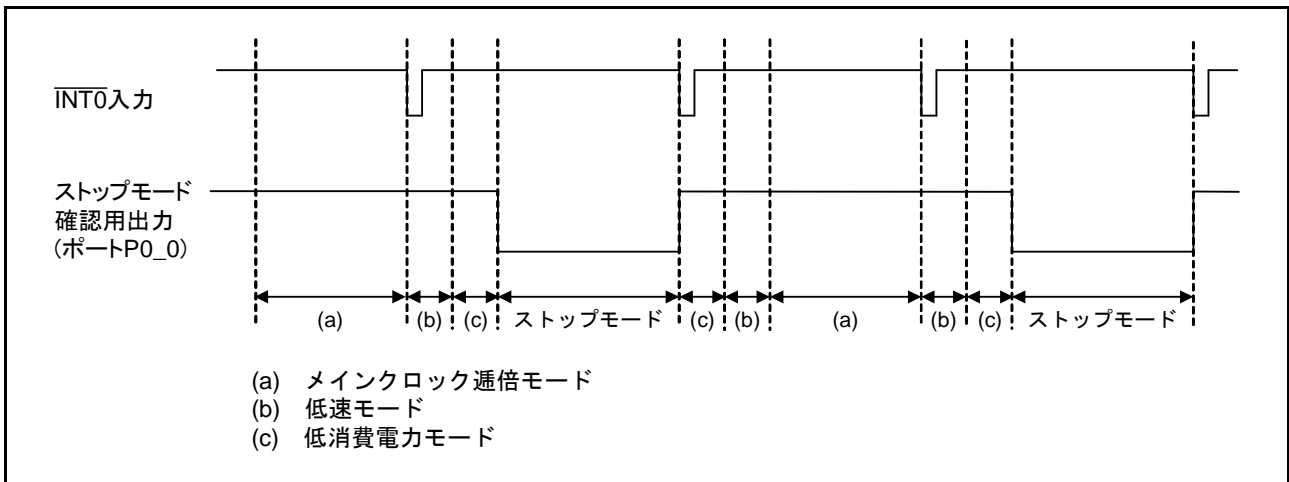 INT0入力
ストップモード
確認用出力
(ポートP0_0)
(a) (b) (c) ストップモード (c) (b) (a) (b) (c) ストップモード
(a) メインクロック逓倍モード
(b) 低速モード
(c) 低消費電力モード